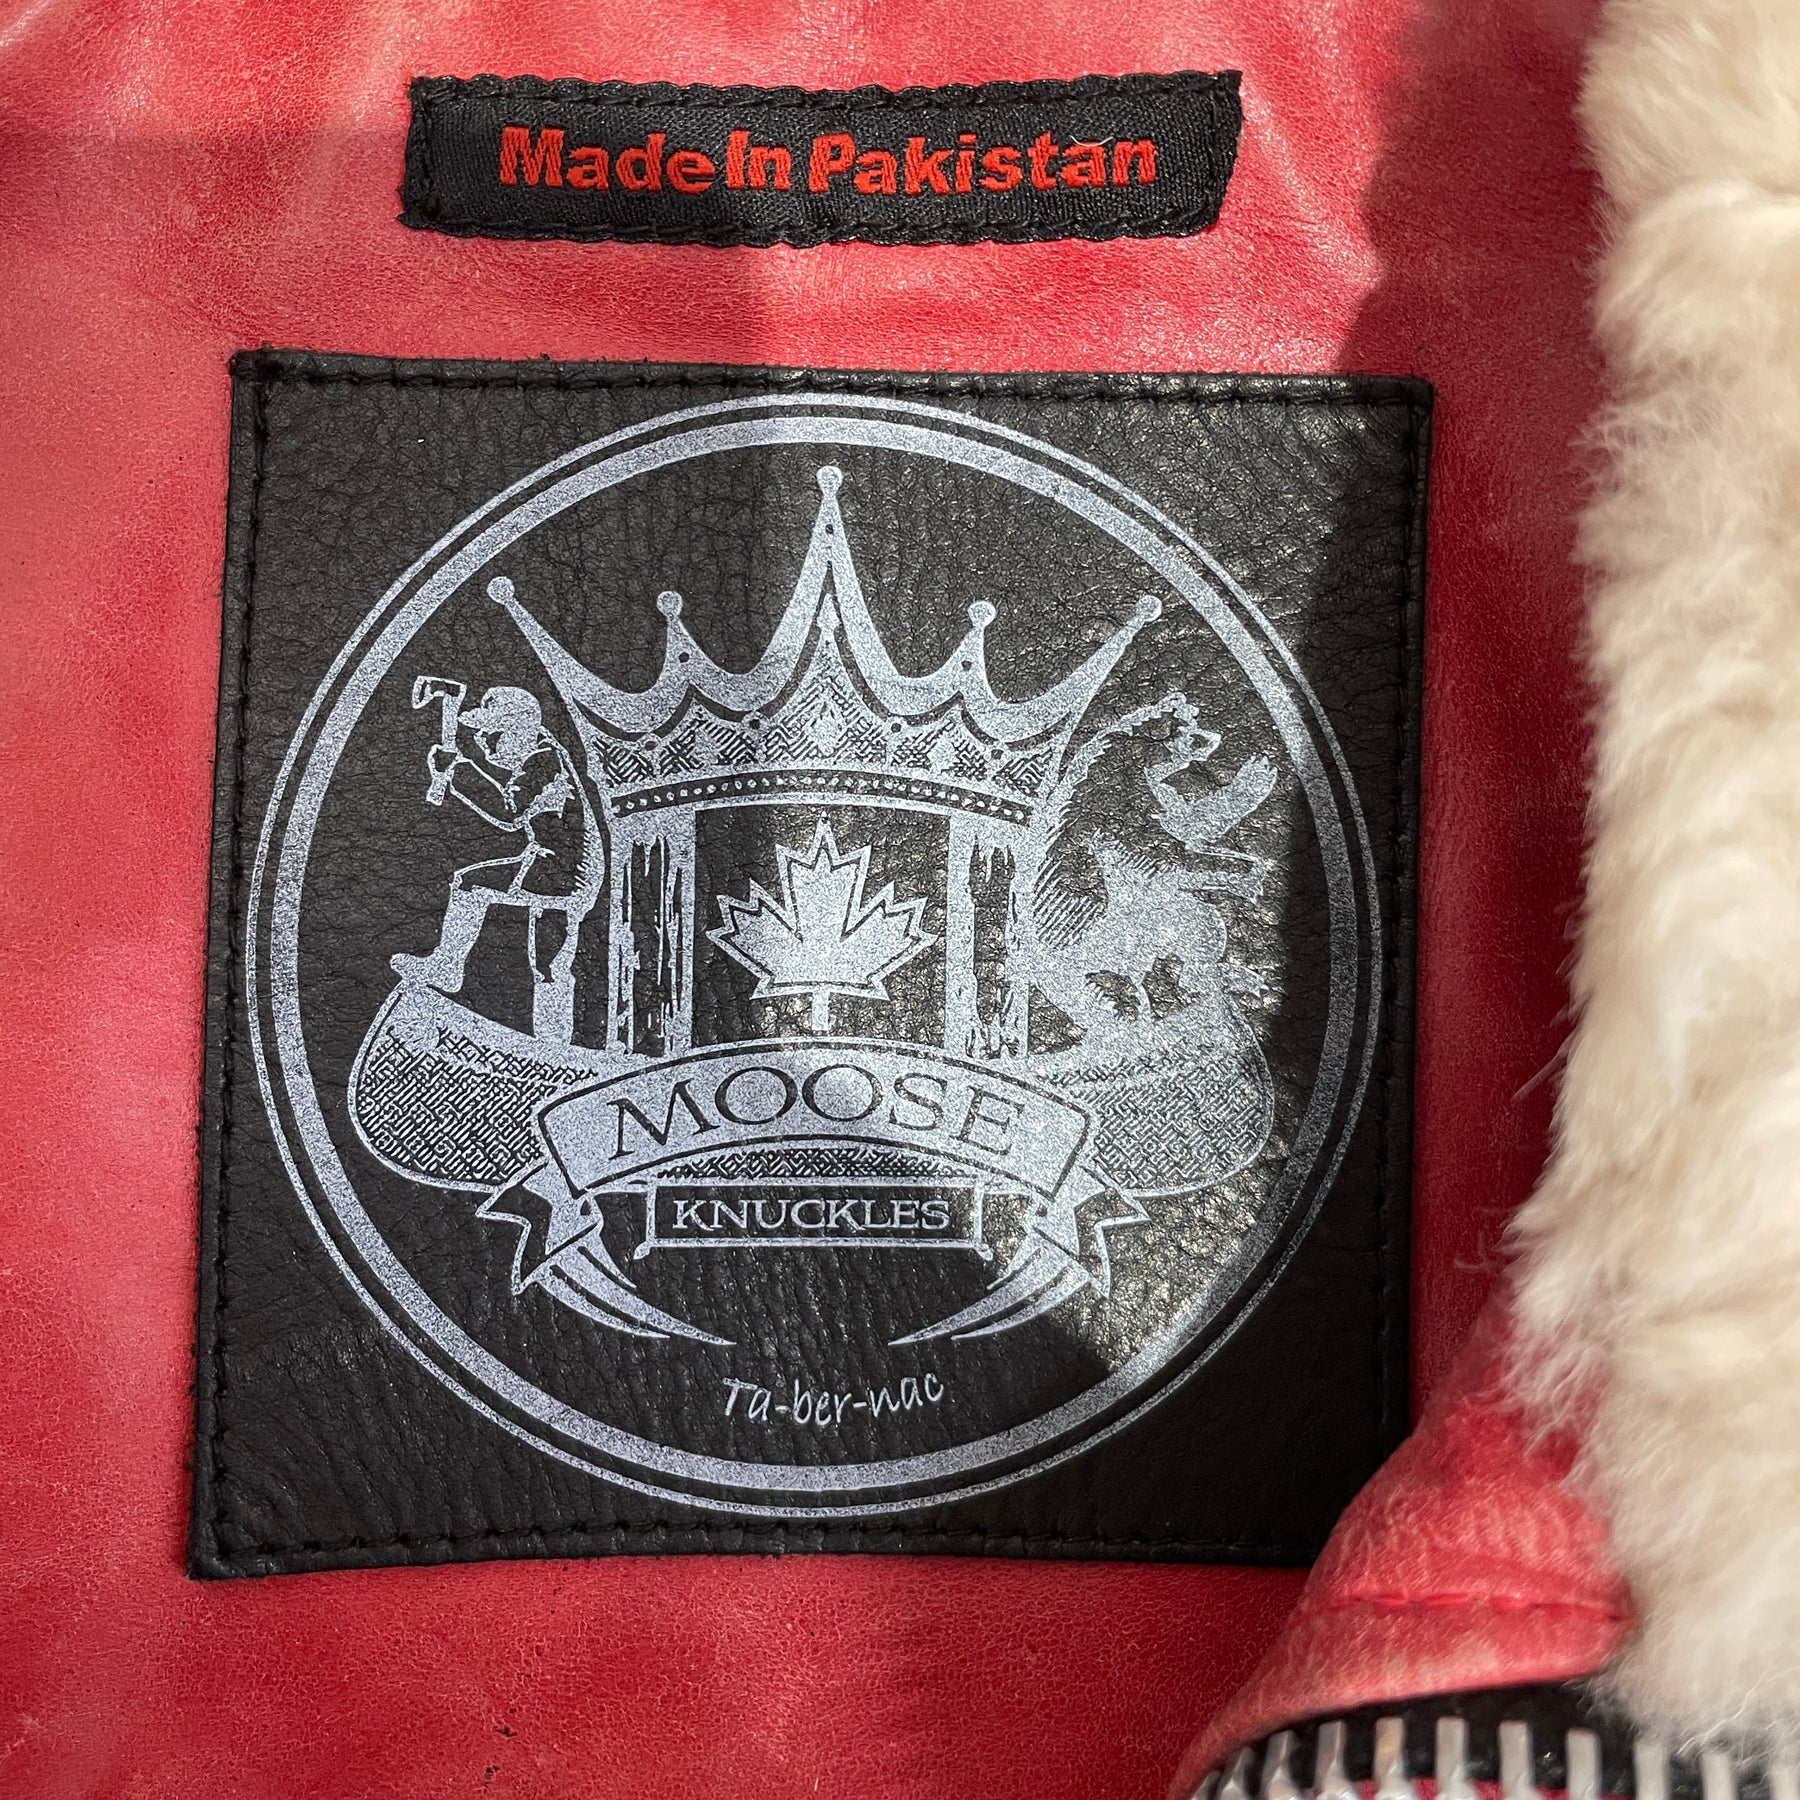 Made In Pakistan
MOOSE
KNUCKLES
Ta-ber-nac